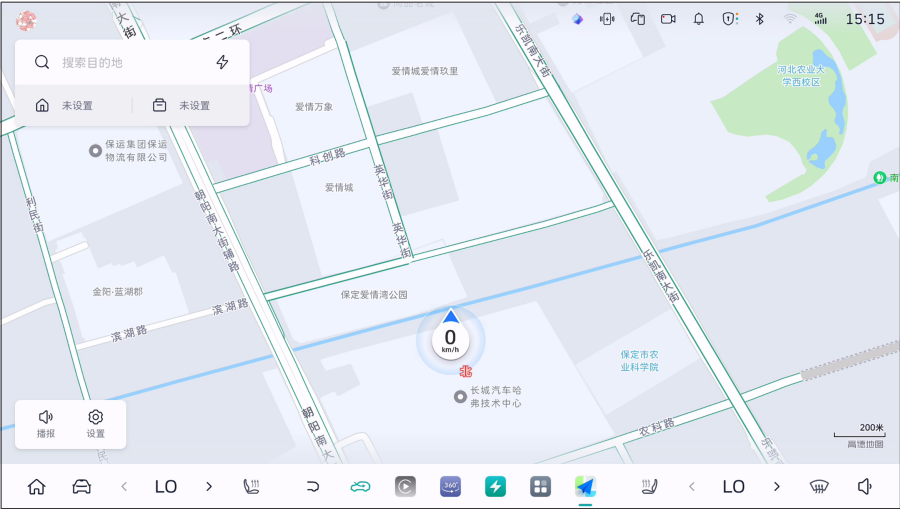 4G
15:15
搜索目的地
未设置
未设置
大街
二环
乐凯南大街
爱情城爱情玖里
河北农业大
学西校区
广场
爱情万象
保运集团保运
物流有限公司
科创路
英华街
爱情城
南
利民街
朝阳南大街辅路
英华街
乐凯南大街
金阳·蓝湖郡
保定爱情湾公园
滨湖路
滨湖路
0
km/h
北
保定市农
业科学院
长城汽车哈
弗技术中心
朝阳南大
农科路
乐
播报
设置
200米
高德地图
民街
LO
360°
LO